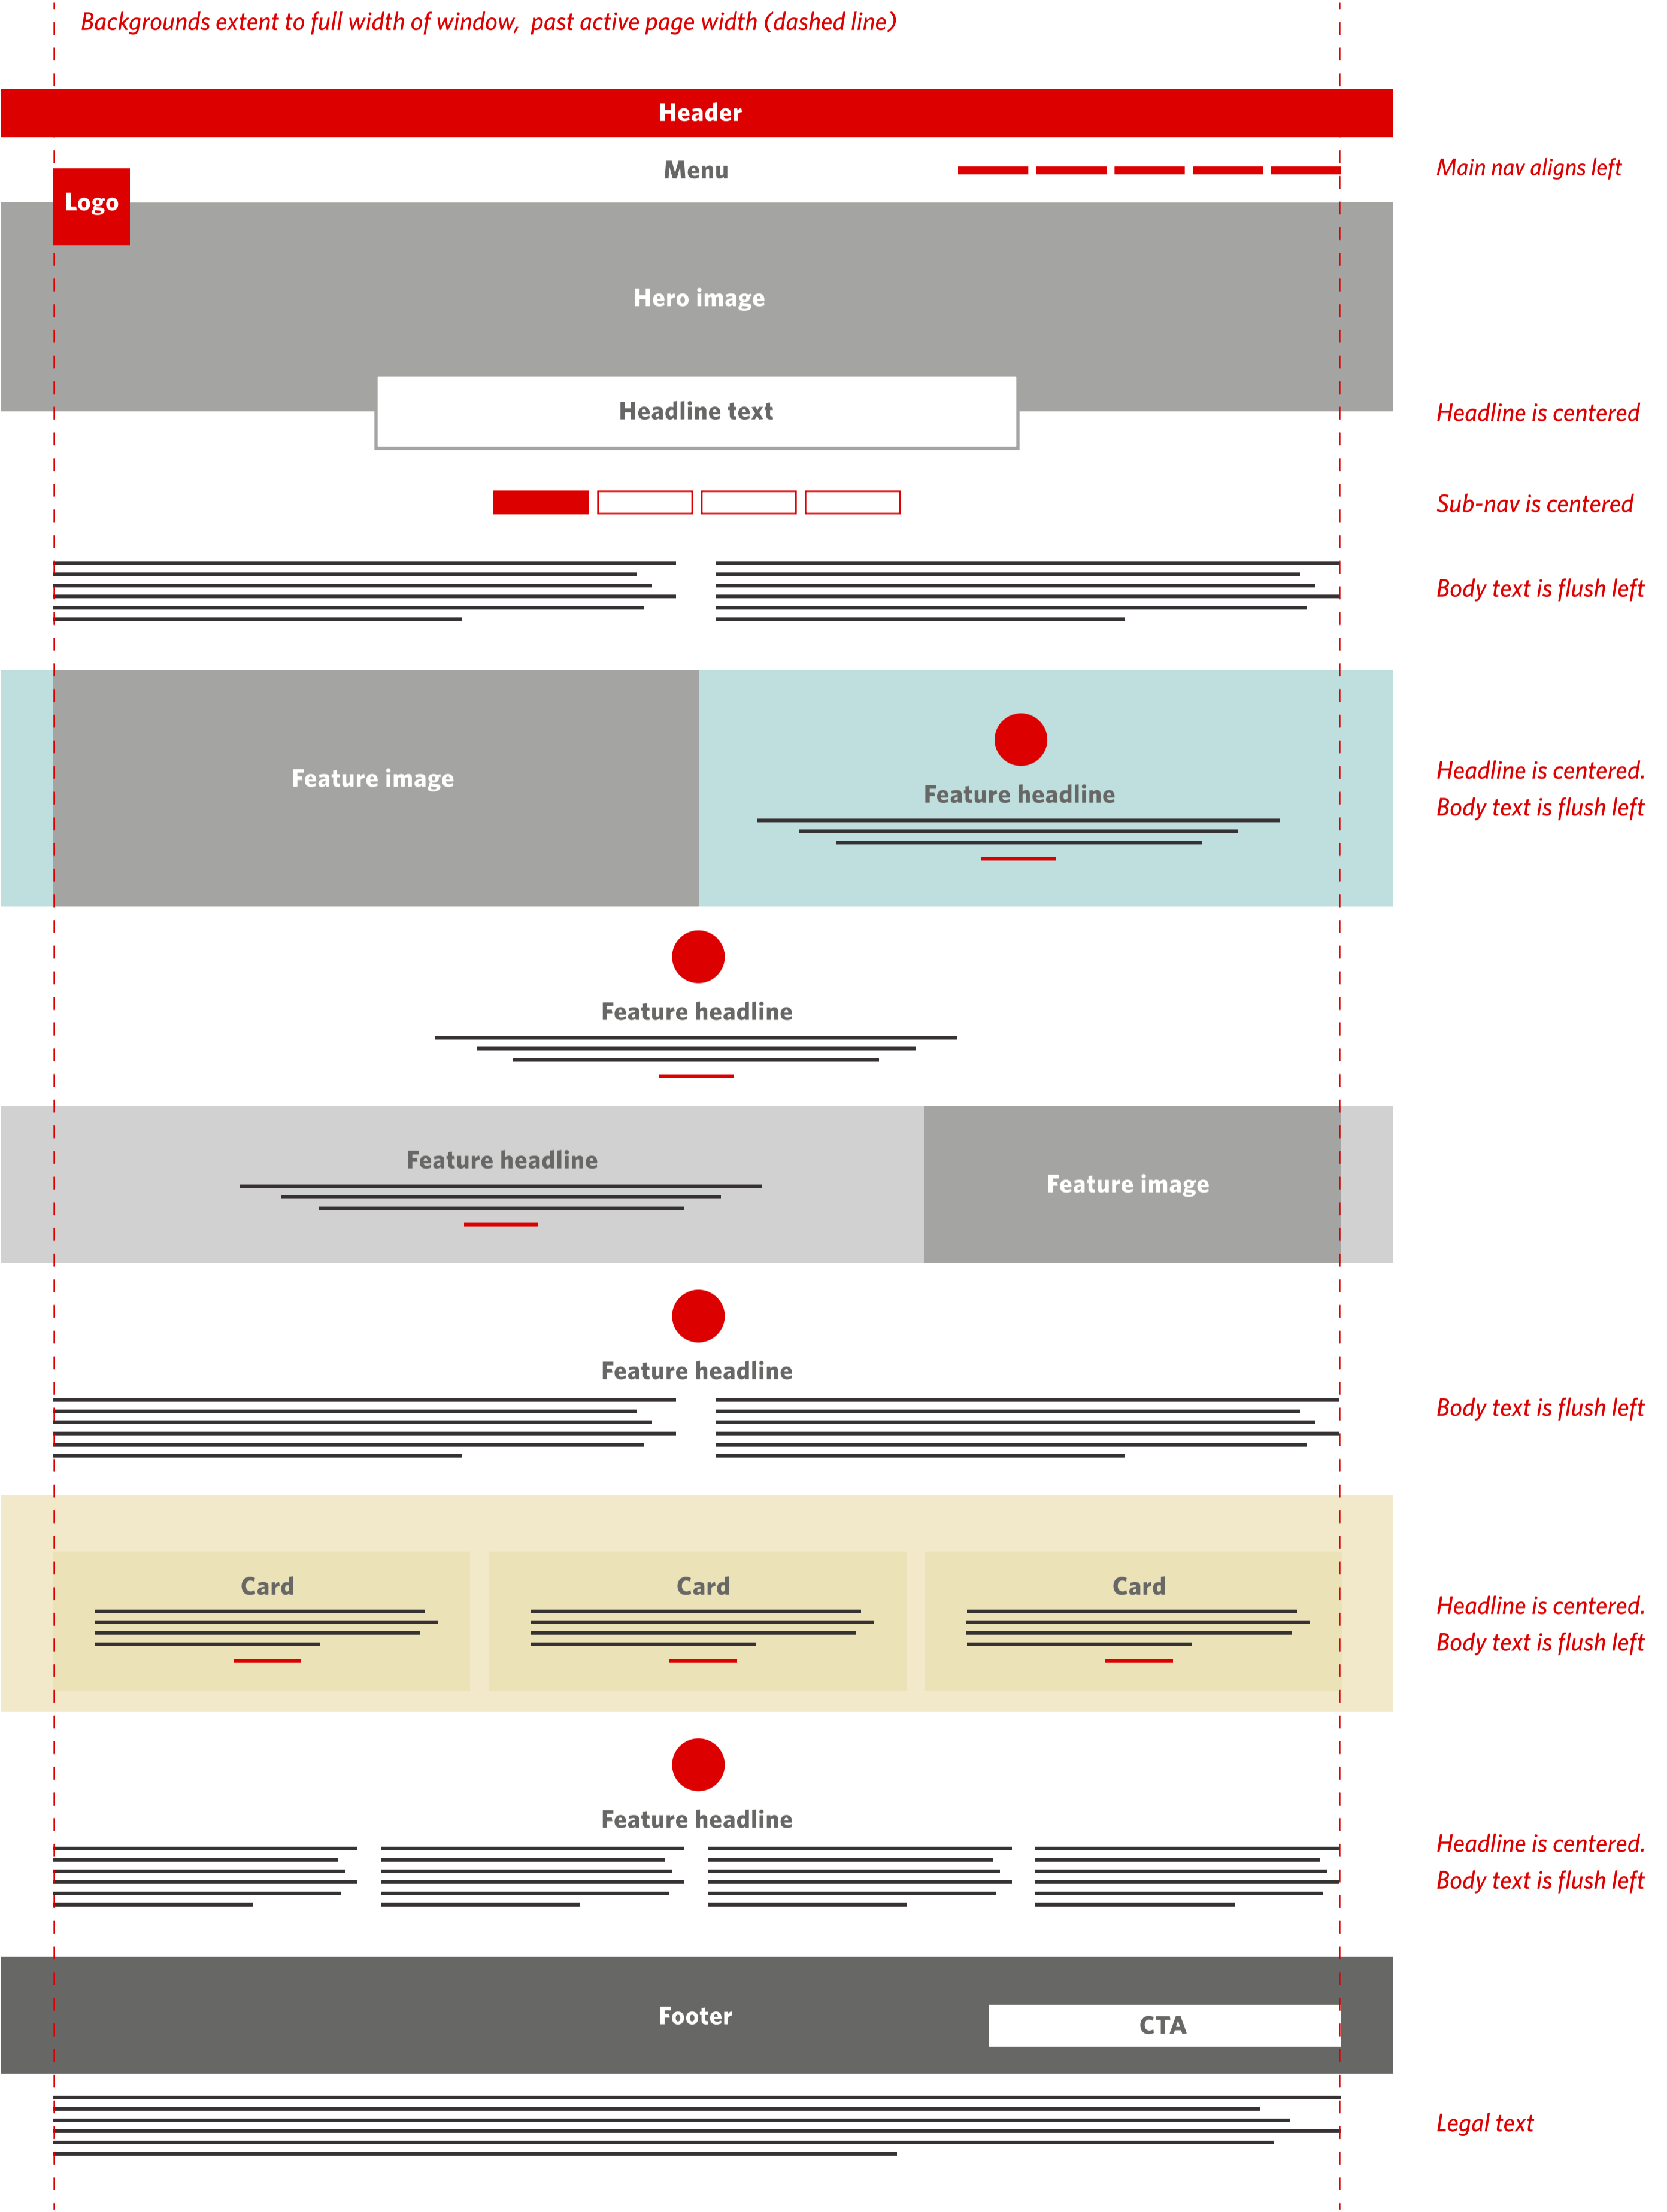 Backgrounds extent to full width of window, past active page width (dashed line)
Header
Menu
Main nav aligns left
Logo
Hero image
Headline text
Headline is centered
Sub-nav is centered
Body text is flush left
Feature image
Feature headline
Headline is centered.
Body text is flush left
Feature headline
Feature headline
Feature image
Feature headline
Body text is flush left
Card
Card
Card
Headline is centered.
Body text is flush left
Feature headline
Headline is centered.
Body text is flush left
Footer
CTA
Legal text